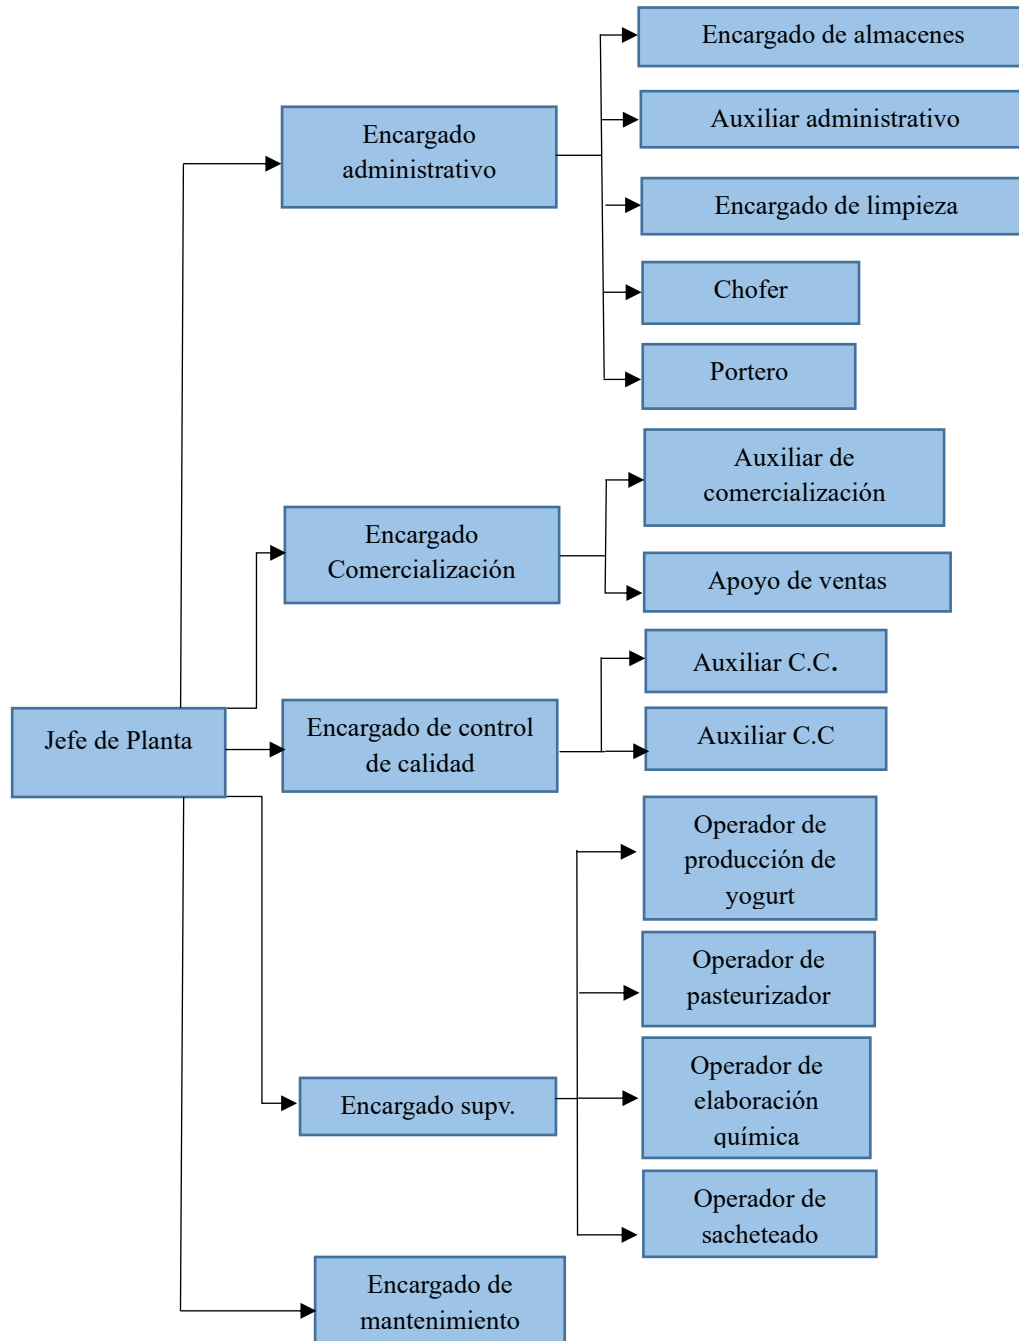 Encargado de almacenes
Auxiliar administrativo
Encargado
administrativo
Encargado de limpieza
Chofer
Portero
Auxiliar de
comercialización
Encargado
Comercialización
Apoyo de ventas
Auxiliar C.C.
Jefe de Planta
Encargado de control
de calidad
Auxiliar C.C
Operador de
producción de
yogurt
Operador de
pasteurizador
Encargado supv.
Operador de
elaboración
química
Operador de
sacheteado
Encargado de
mantenimiento